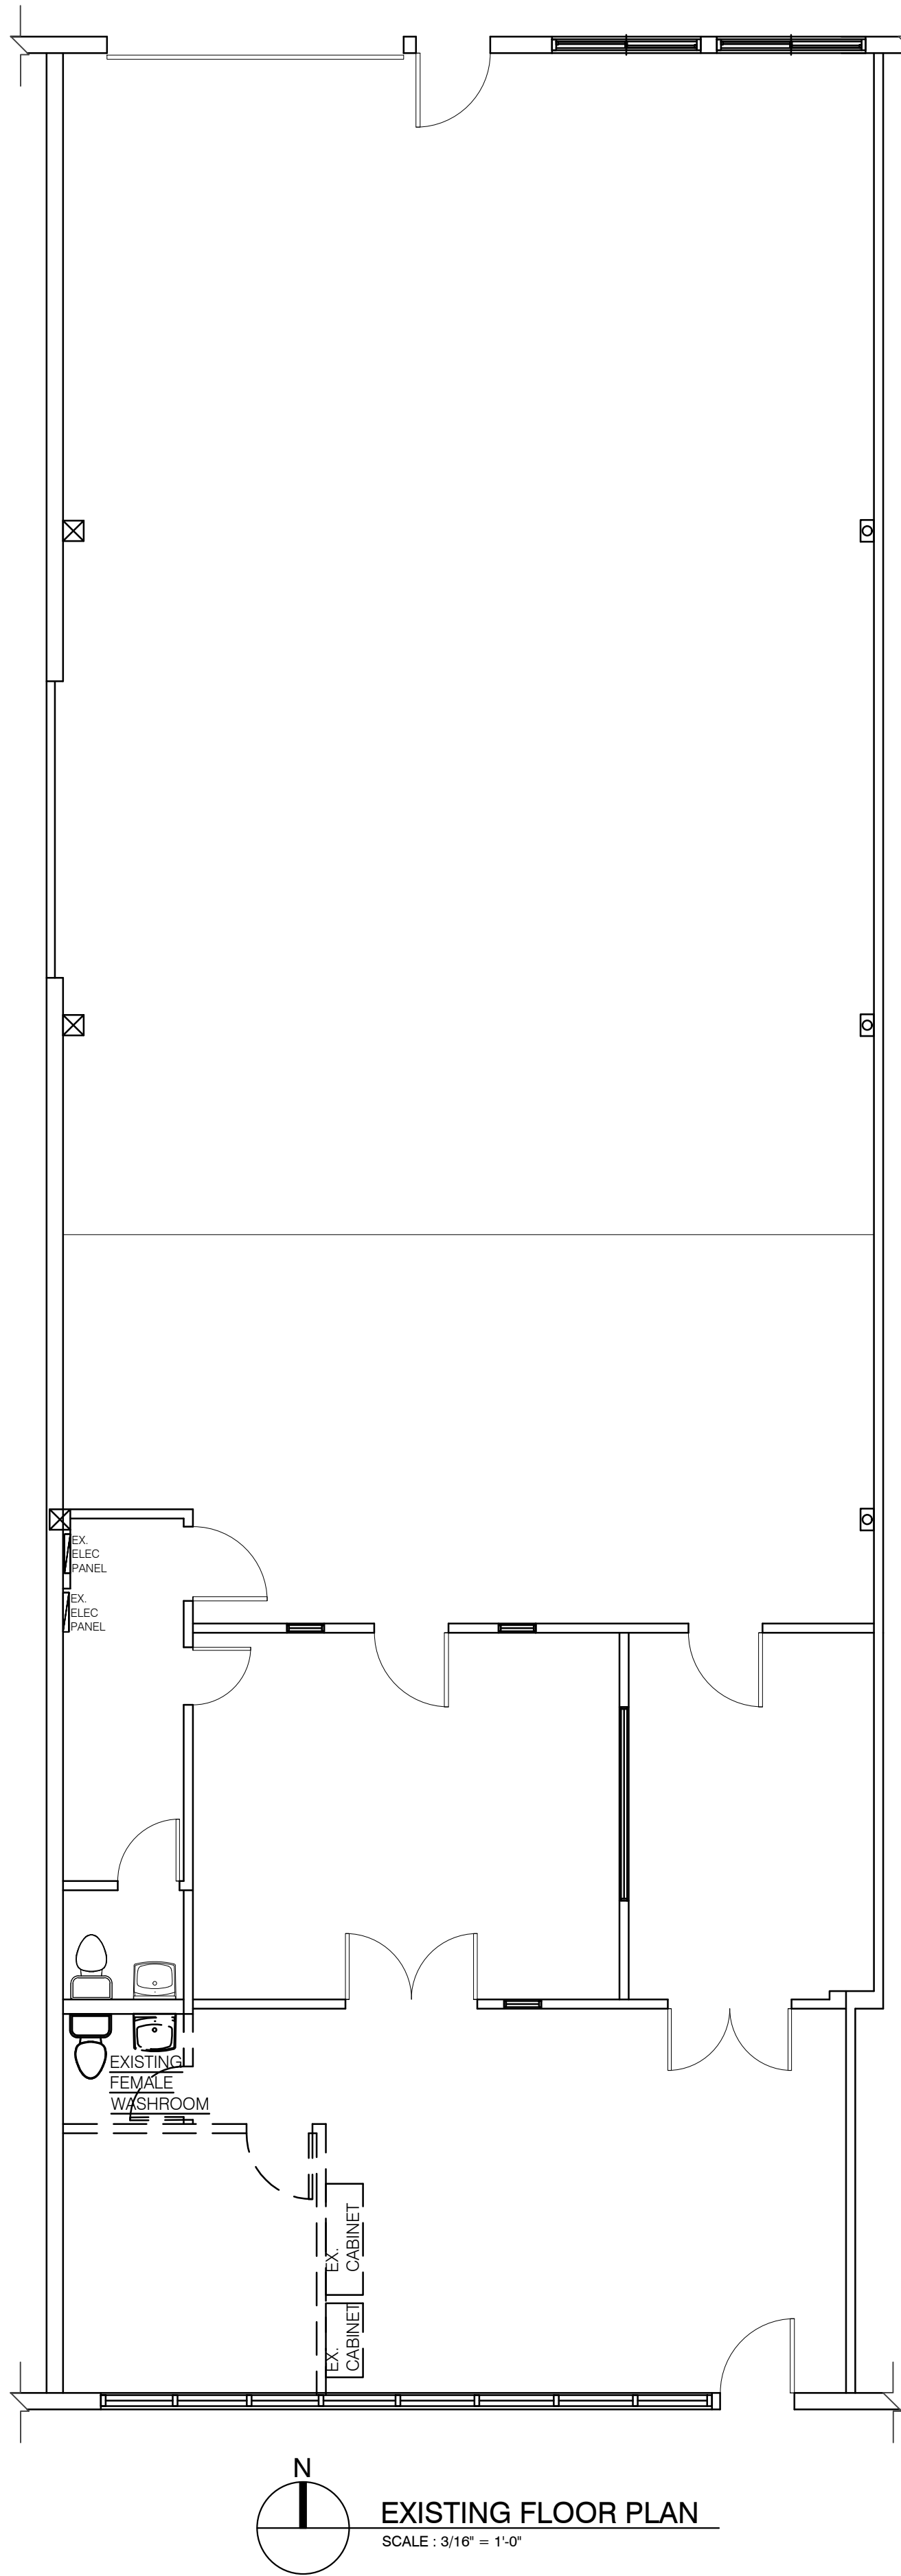 EX.
ELEC
PANEL
EX.
ELEC
PANEL
EXISTING
FEMALE
WASHROOM
EX.
CABINET
EX.
CABINET
N
EXISTING FLOOR PLAN
SCALE : 3/16" = 1'-0"